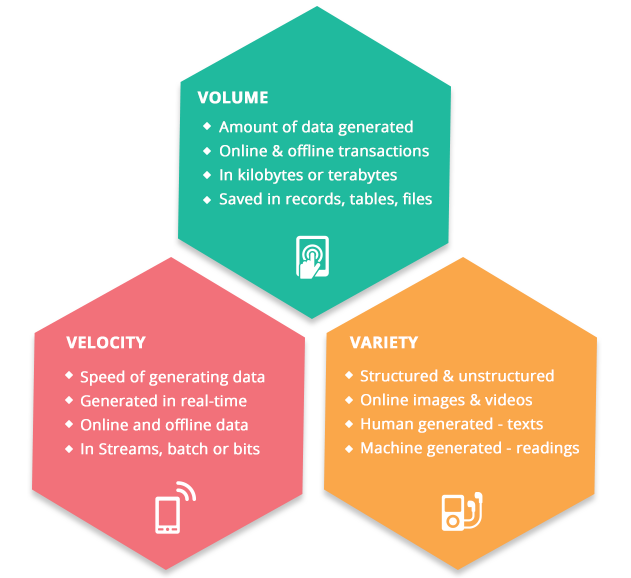 VOLUME
Amount of data generated
Online & offline transactions
In kilobytes or terabytes
Saved in records, tables, files
VELOCITY
Speed of generating data
Generated in real-time
Online and offline data
In Streams, batch or bits
VARIETY
Structured & unstructured
Online images & videos
Human generated - texts
Machine generated - readings